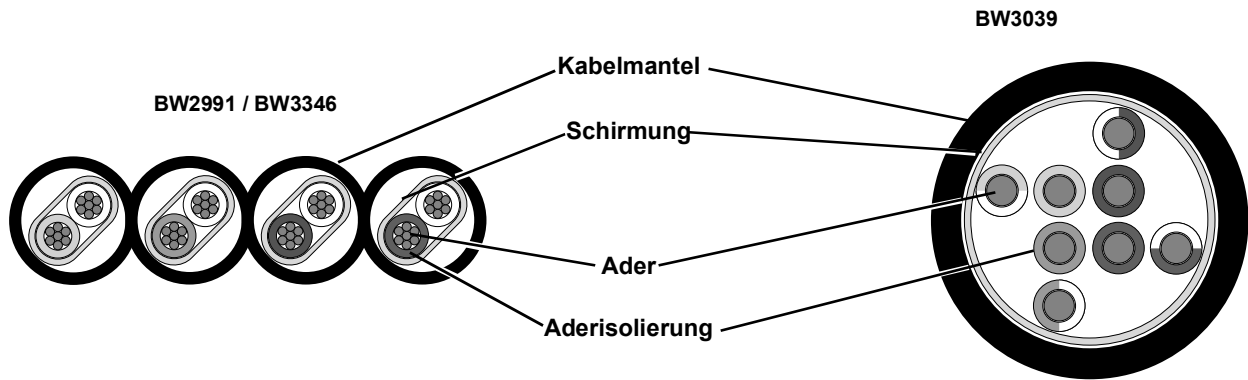 BW3039
Kabelmantel
BW2991 / BW3346
Schirmung
Ader
Aderisolierung